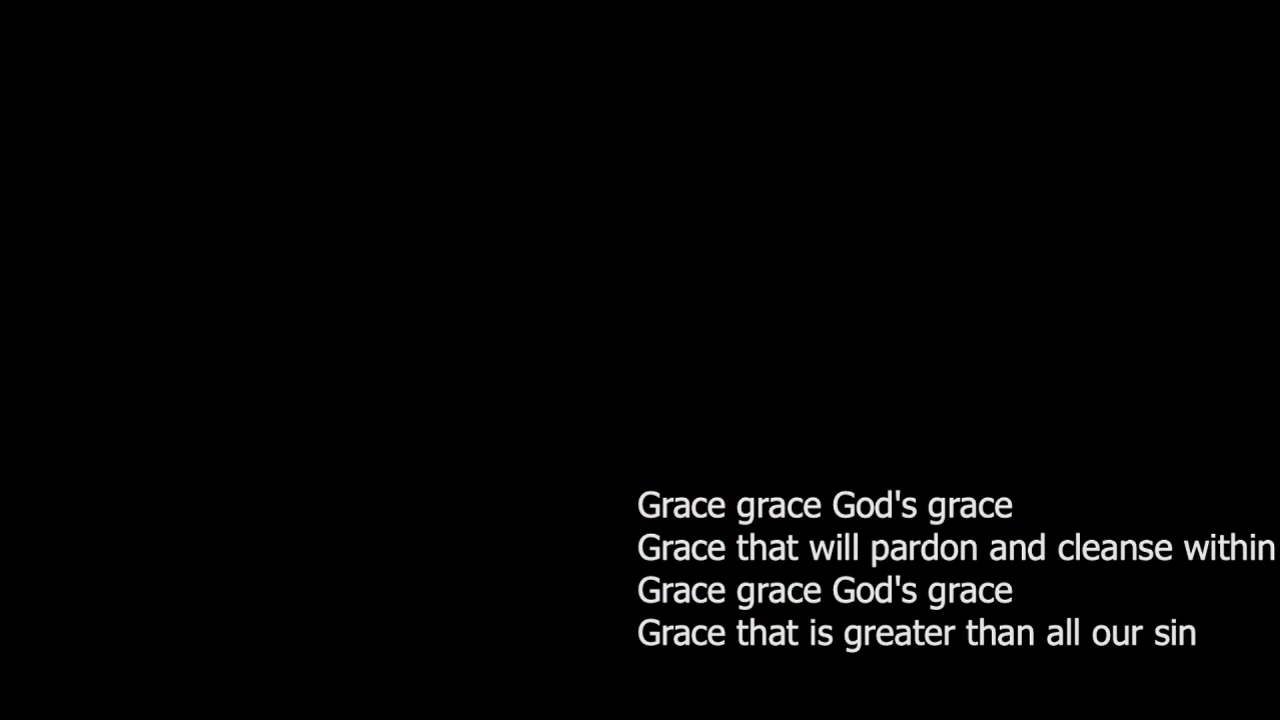 Grace grace God's grace
Grace that will pardon and cleanse within
Grace grace God's grace
Grace that is greater than all our sin